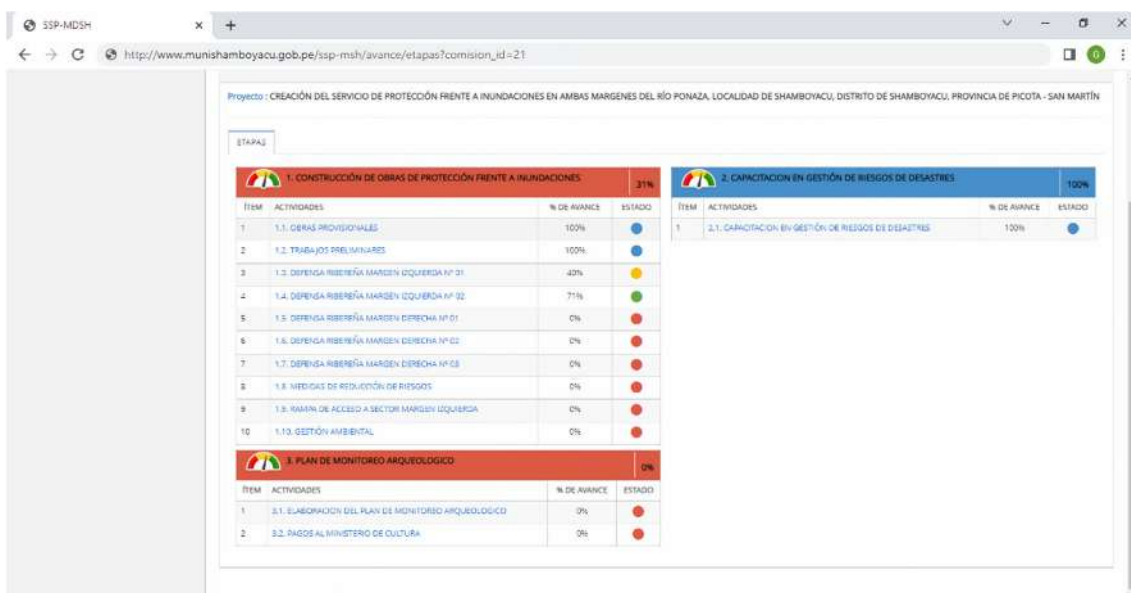 SSP-MDSH
http://www.munishamboyacu.gob.pe/ssp-msh/avance/etapas?comision_id=21
G
Proyecto : CREACIÓN DEL SERVICIO DE PROTECCIÓN FRENTE A INUNDACIONES EN AMBAS MARGENES DEL RÍO PONAZA, LOCALIDAD DE SHAMBOYACU, DISTRITO DE SHAMBOYACU, PROVINCIA DE PICOTA - SAN MARTÍN
ETAPAS
1. CONSTRUCCIÓN DE OBRAS DE PROTECCIÓN FRENTE A INUNDACIONES 31%
ÍTEM ACTIVIDADES % DE AVANCE ESTADO
1 1.1. OBRAS PROVISIONALES 100%
2 1.2. TRABAJOS PRELIMINARES 100%
3 1.3. DEFENSA RIBEREÑA MARGEN IZQUIERDA Nº 01 40%
4 1.4. DEFENSA RIBEREÑA MARGEN IZQUIERDA Nº 02 71%
5 1.5. DEFENSA RIBEREÑA MARGEN DERECHA Nº 01 0%
6 1.6. DEFENSA RIBEREÑA MARGEN DERECHA Nº 02 0%
7 1.7. DEFENSA RIBEREÑA MARGEN DERECHA Nº 03 0%
8 1.8. MEDIDAS DE REDUCCIÓN DE RIESGOS 0%
9 1.9. RAMPA DE ACCESO A SECTOR MARGEN IZQUIERDA 0%
10 1.10. GESTIÓN AMBIENTAL 0%
2. CAPACITACION EN GESTIÓN DE RIESGOS DE DESASTRES 100%
ÍTEM ACTIVIDADES % DE AVANCE ESTADO
1 2.1. CAPACITACION EN GESTIÓN DE RIESGOS DE DESASTRES 100%
3. PLAN DE MONITOREO ARQUEOLOGICO 0%
ÍTEM ACTIVIDADES % DE AVANCE ESTADO
1 3.1. ELABORACION DEL PLAN DE MONITOREO ARQUEOLOGICO 0%
2 3.2. PAGOS AL MINISTERIO DE CULTURA 0%